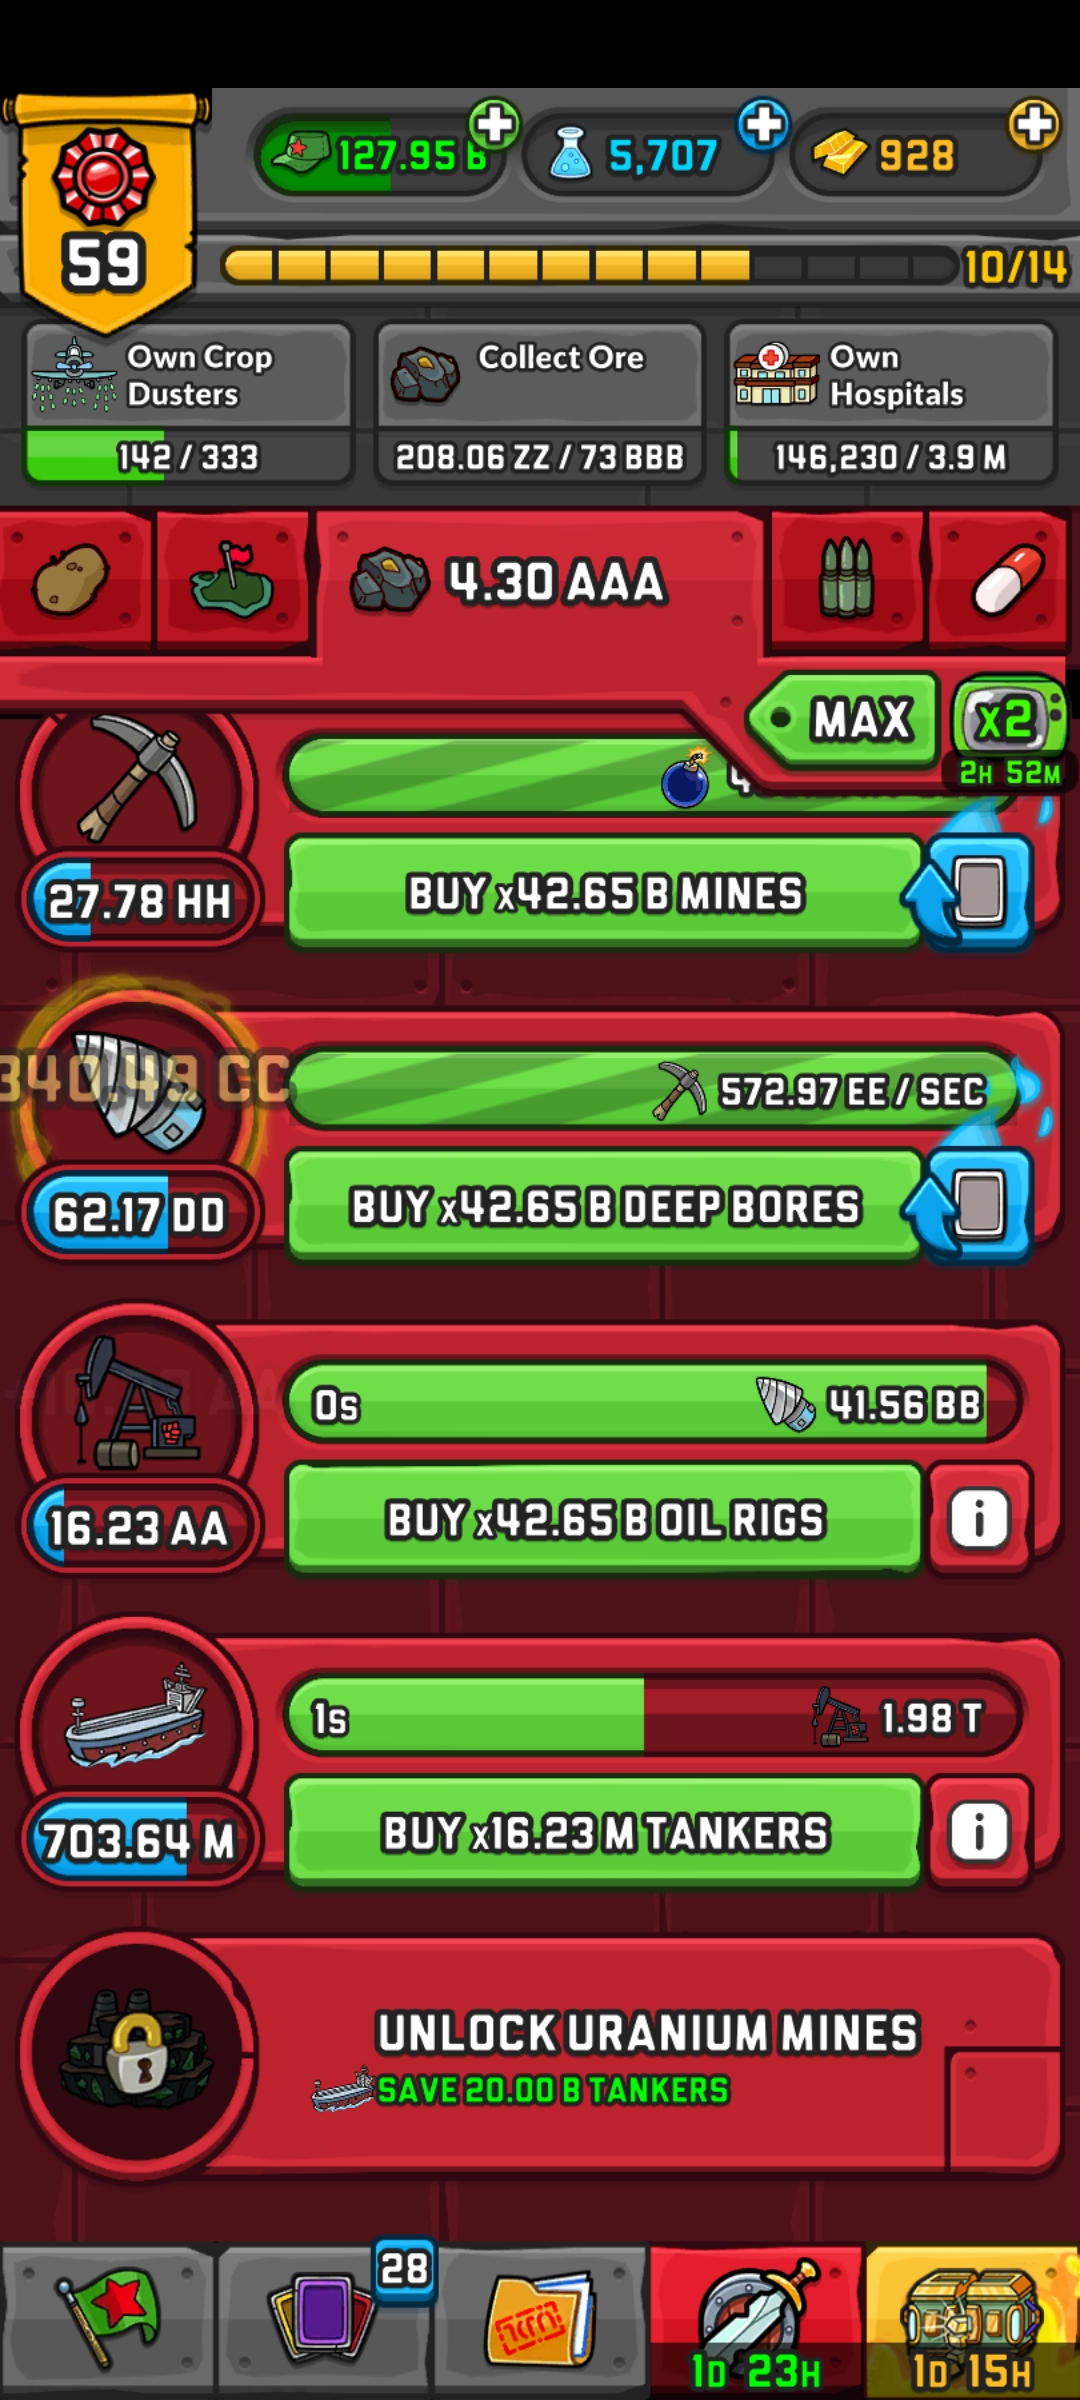 127.95 B
5,707
928
59
10/14
Own Crop
Dusters
142 / 333
Collect Ore
208.06 ZZ / 73 BBB
Own
Hospitals
146,230 / 3.9 M
4.30 AAA
MAX
x2
2H 52M
27.78 HH
BUY x42.65 B MINES
340.49 CC
572.97 EE / SEC
62.17 DD
BUY x42.65 B DEEP BORES
0s
41.56 BB
16.23 AA
BUY x42.65 B OIL RIGS
i
1s
1.98 T
703.64 M
BUY x16.23 M TANKERS
i
UNLOCK URANIUM MINES
SAVE 20.00 B TANKERS
28
1D 23H
1D 15H